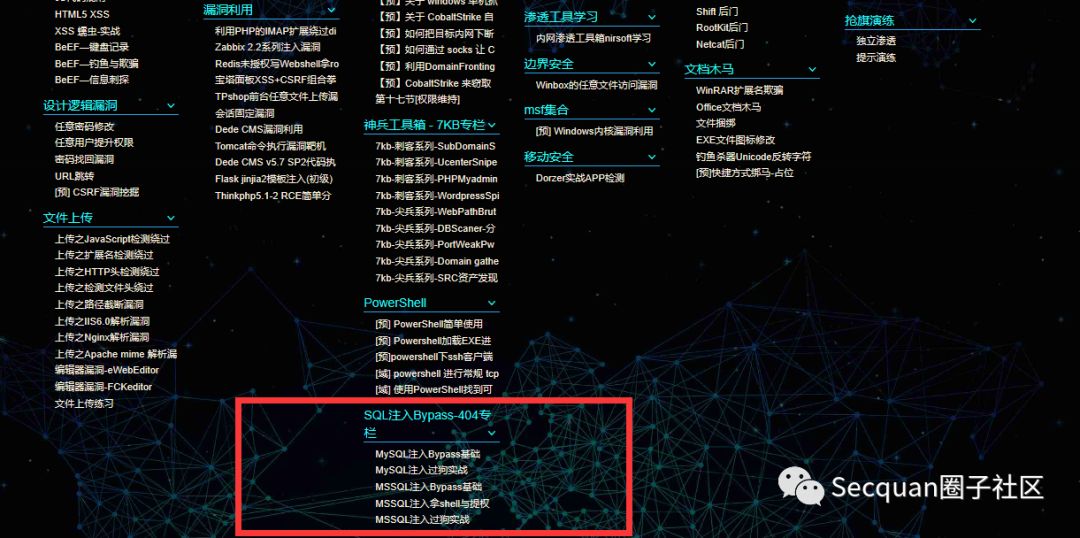 HTML5 XSS
XSS 蠕虫-实战
BeEF—键盘记录
BeEF—钓鱼与欺骗
BeEF—信息刺探
设计逻辑漏洞
任意密码修改
任意用户提升权限
密码找回漏洞
URL跳转
[预] CSRF漏洞挖掘
文件上传
上传之JavaScript检测绕过
上传之扩展名检测绕过
上传之HTTP头检测绕过
上传之检测文件头绕过
上传之路径截断漏洞
上传之IIS6.0解析漏洞
上传之Nginx解析漏洞
上传之Apache mime 解析漏
编辑器漏洞-eWebEditor
编辑器漏洞-FCKeditor
文件上传练习
漏洞利用
利用PHP的IMAP扩展绕过di
Zabbix 2.2系列注入漏洞
Redis未授权写Webshell拿ro
宝塔面板XSS+CSRF组合拳
TPshop前台任意文件上传漏
会话固定漏洞
Dede CMS漏洞利用
Tomcat命令执行漏洞靶机
Dede CMS v5.7 SP2代码执
Flask jinjia2模板注入(初级)
Thinkphp5.1-2 RCE简单分
【预】关于 windows 单机抓
【预】关于 CobaltStrike 自
【预】如何把目标内网下断
【预】如何通过 socks 让 C
【预】利用DomainFronting
【预】CobaltStrike 来窃取
第十七节[权限维持]
神兵工具箱 - 7KB专栏
7kb-刺客系列-SubDomainS
7kb-刺客系列-UcenterSnipe
7kb-刺客系列-PHPMyadmin
7kb-刺客系列-WordpressSpi
7kb-尖兵系列-WebPathBrut
7kb-尖兵系列-DBScaner-分
7kb-尖兵系列-PortWeakPw
7kb-尖兵系列-Domain gathe
7kb-尖兵系列-SRC资产发现
PowerShell
[预] PowerShell简单使用
[预] Powershell加载EXE进
[预]powershell下ssh客户端
[域] powershell 进行常规 tcp
[域] 使用PowerShell找到可
SQL注入Bypass-404专
栏
MySQL注入Bypass基础
MySQL注入过狗实战
MSSQL注入Bypass基础
MSSQL注入拿shell与提权
MSSQL注入过狗实战
渗透工具学习
内网渗透工具箱nirsoft学习
边界安全
Winbox的任意文件访问漏洞
msf集合
[预] Windows内核漏洞利用
移动安全
Dorzer实战APP检测
Shift 后门
RootKit后门
Netcat后门
文档木马
WinRAR扩展名欺骗
Office文档木马
文件捆绑
EXE文件图标修改
钓鱼杀器Unicode反转字符
[预]快捷方式绑马-占位
抢旗演练
独立渗透
提示演练
Secquan圈子社区